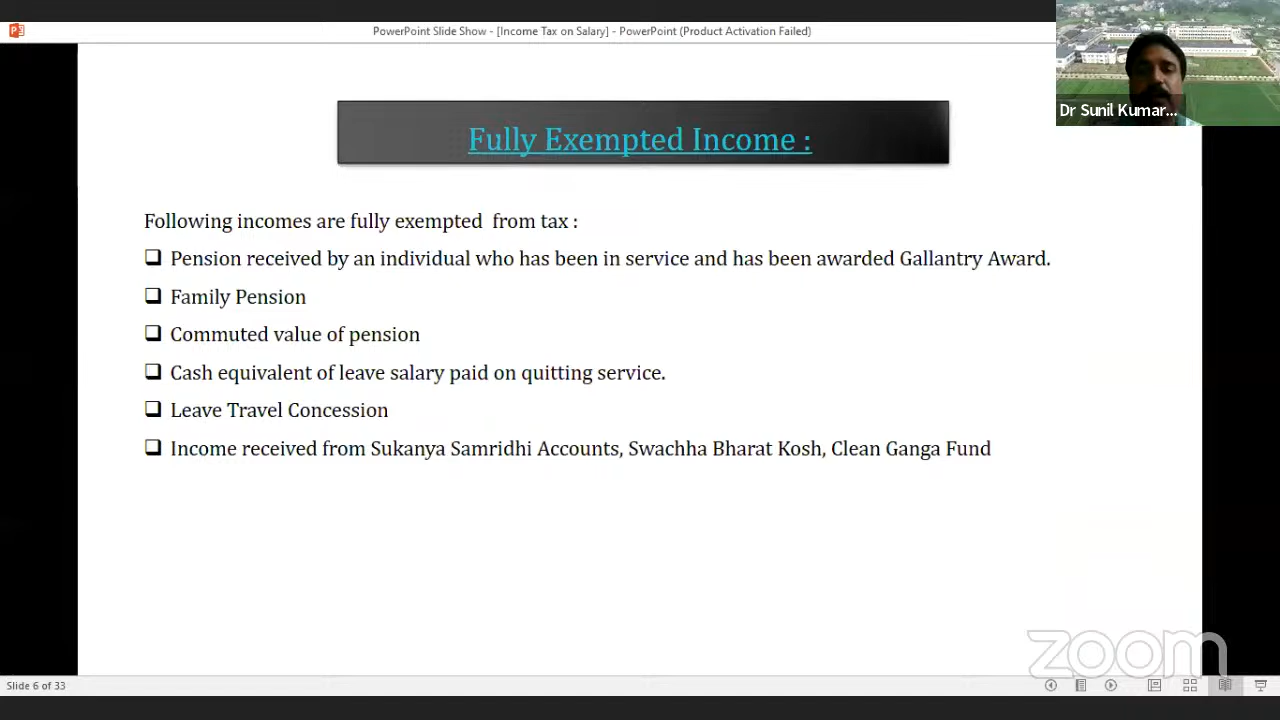 PowerPoint Slide Show - [Income Tax on Salary] - PowerPoint (Product Activation Failed)
Dr Sunil Kumar...
Fully Exempted Income :
Following incomes are fully exempted from tax :
Pension received by an individual who has been in service and has been awarded Gallantry Award.
Family Pension
Commuted value of pension
Cash equivalent of leave salary paid on quitting service.
Leave Travel Concession
Income received from Sukanya Samridhi Accounts, Swachha Bharat Kosh, Clean Ganga Fund
zoom
Slide 6 of 33